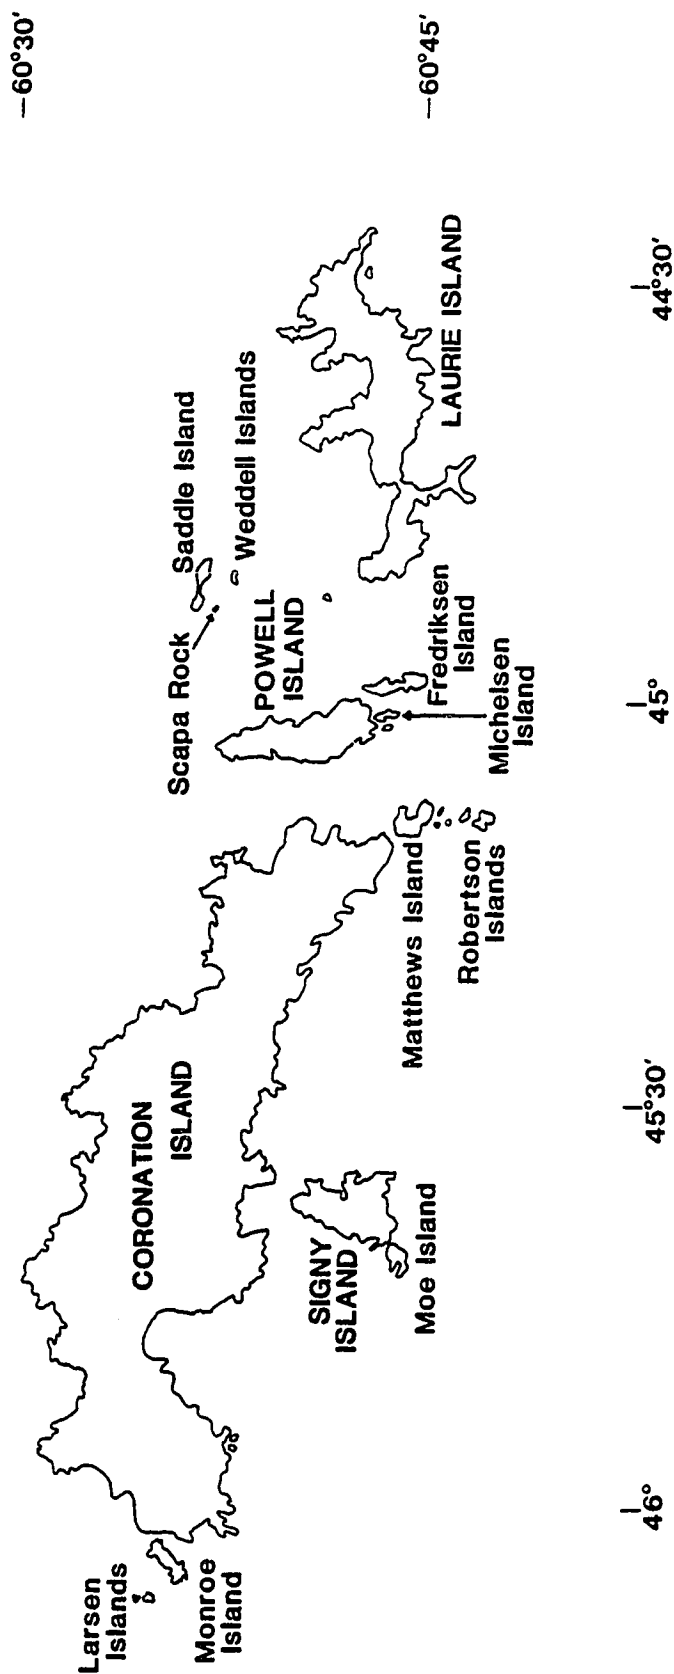 Larsen
Islands
Monroe
Island
CORONATION
ISLAND
SIGNY
ISLAND
Moe Island
Matthews Island
Robertson
Islands
Scapa Rock
Saddle Island
Weddell Islands
POWELL
ISLAND
Michelsen
Island
Fredriksen
Island
LAURIE ISLAND
–60°30′
–60°45′
46°
45°30′
45°
44°30′